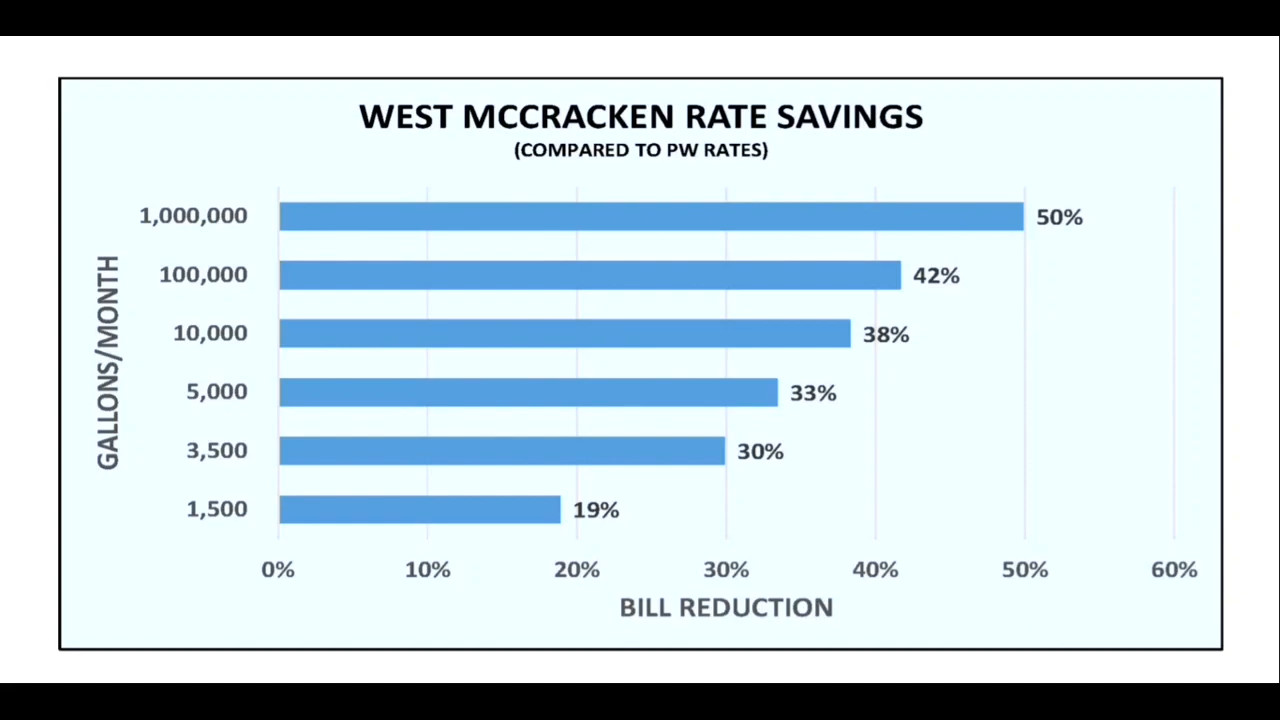 WEST MCCRACKEN RATE SAVINGS
(COMPARED TO PW RATES)
GALLONS/MONTH
1,000,000 50%
100,000 42%
10,000 38%
5,000 33%
3,500 30%
1,500 19%
0% 10% 20% 30% 40% 50% 60%
BILL REDUCTION